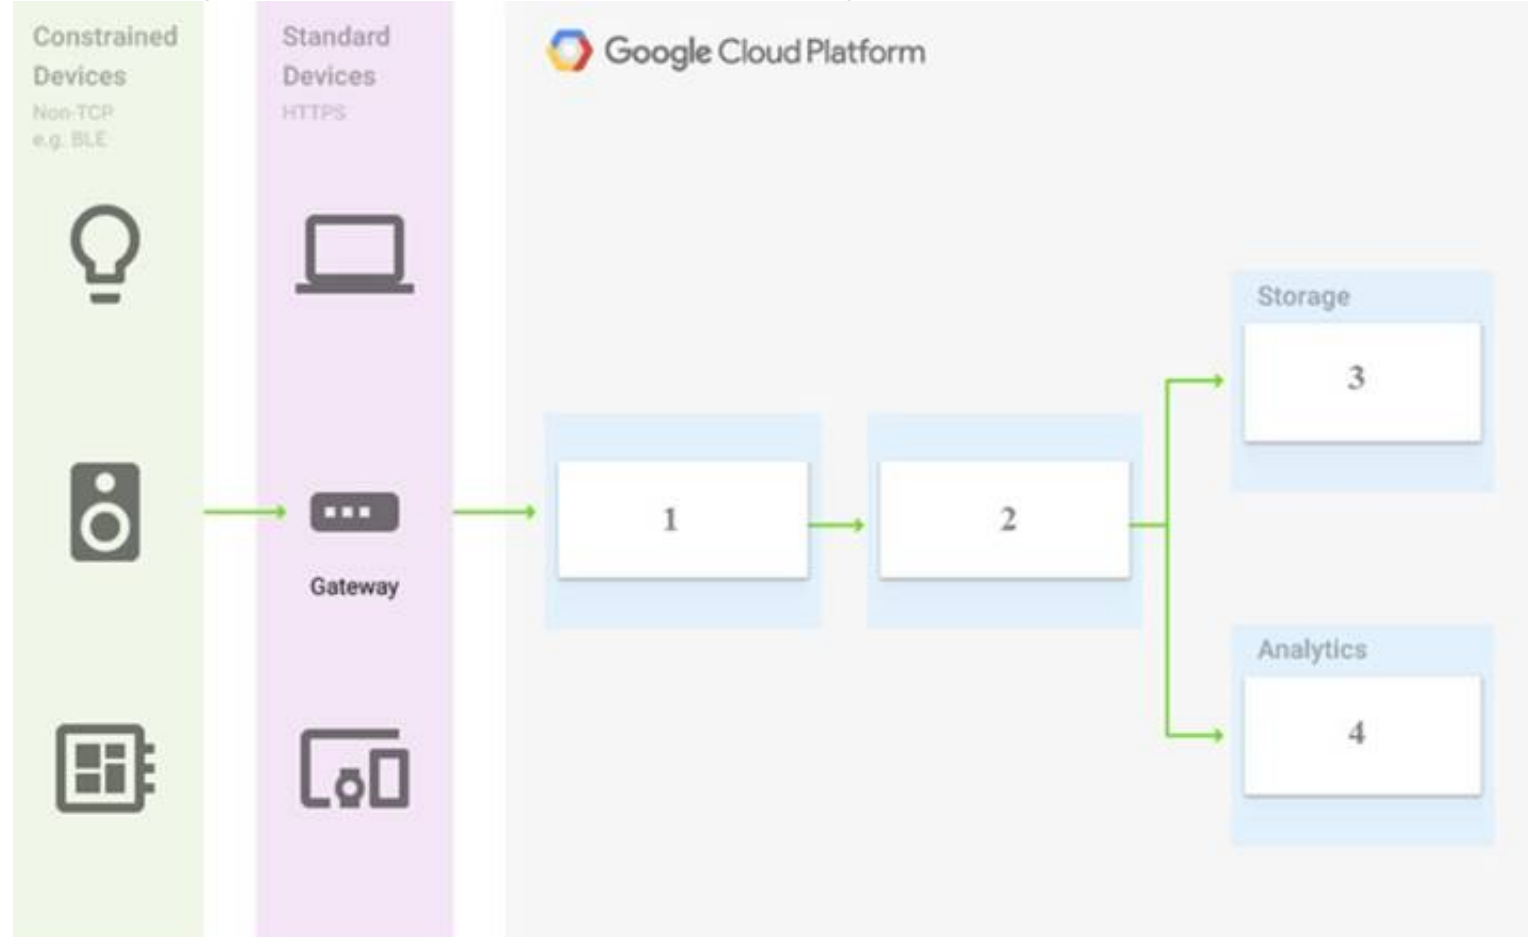 Constrained
Devices
Non-TCP
e.g. BLE
Standard
Devices
HTTPS
Google Cloud Platform
Gateway
1
2
Storage
3
Analytics
4